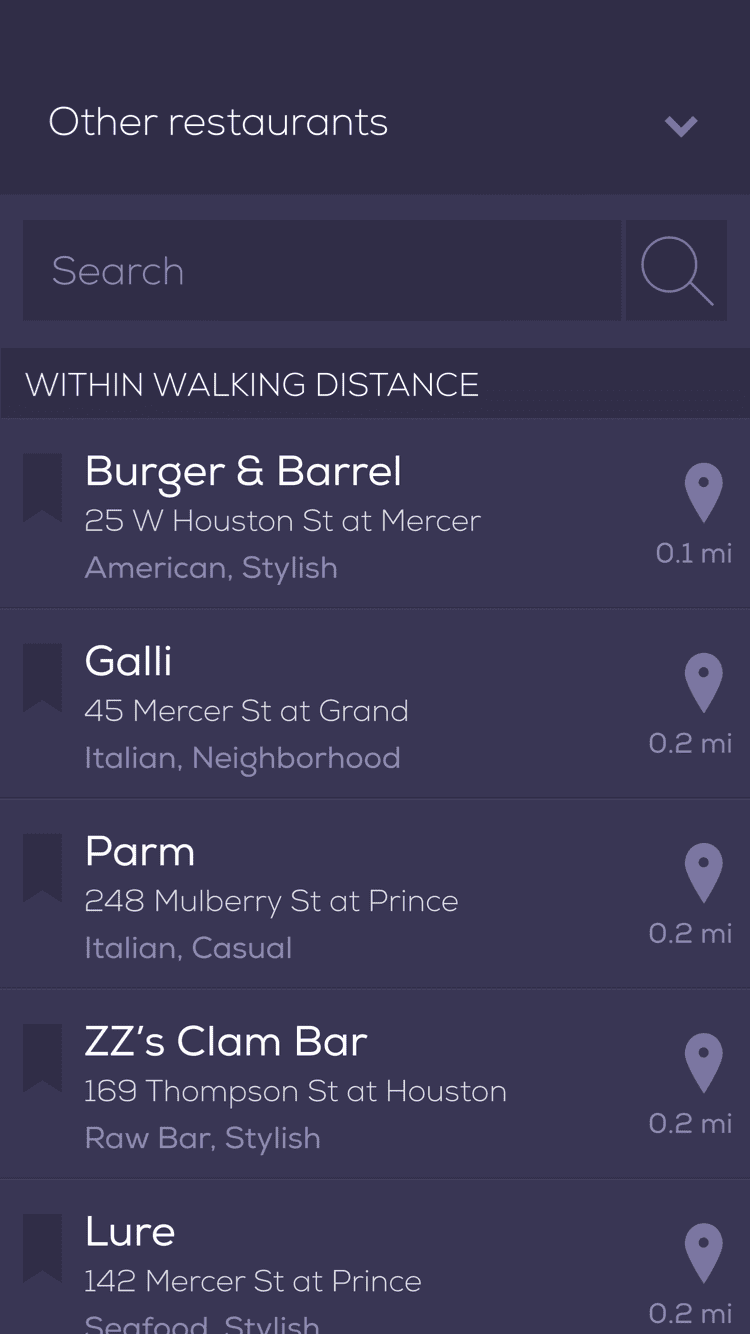 Other restaurants
Search
WITHIN WALKING DISTANCE
Burger & Barrel
25 W Houston St at Mercer
American, Stylish
0.1 mi
Galli
45 Mercer St at Grand
Italian, Neighborhood
0.2 mi
Parm
248 Mulberry St at Prince
Italian, Casual
0.2 mi
ZZ’s Clam Bar
169 Thompson St at Houston
Raw Bar, Stylish
0.2 mi
Lure
142 Mercer St at Prince
Seafood, Stylish
0.2 mi